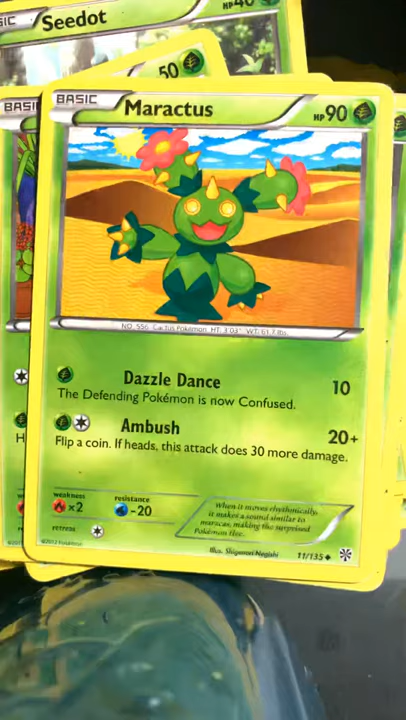 SIC Seedot HP40
50
BASI
BASIC Maractus HP90
NO. 556 Cactus Pokémon HT: 3'03" WT: 61.7 lbs.
Dazzle Dance 10
The Defending Pokémon is now Confused.
Ambush 20+
H
Flip a coin. If heads, this attack does 30 more damage.
weakness resistance
×2 -20
retreat
When it moves rhythmically,
it makes a sound similar to
maracas, making the surprised
Pokémon flee.
©2012 Pokémon
Illus. Shigenori Negishi
11/135